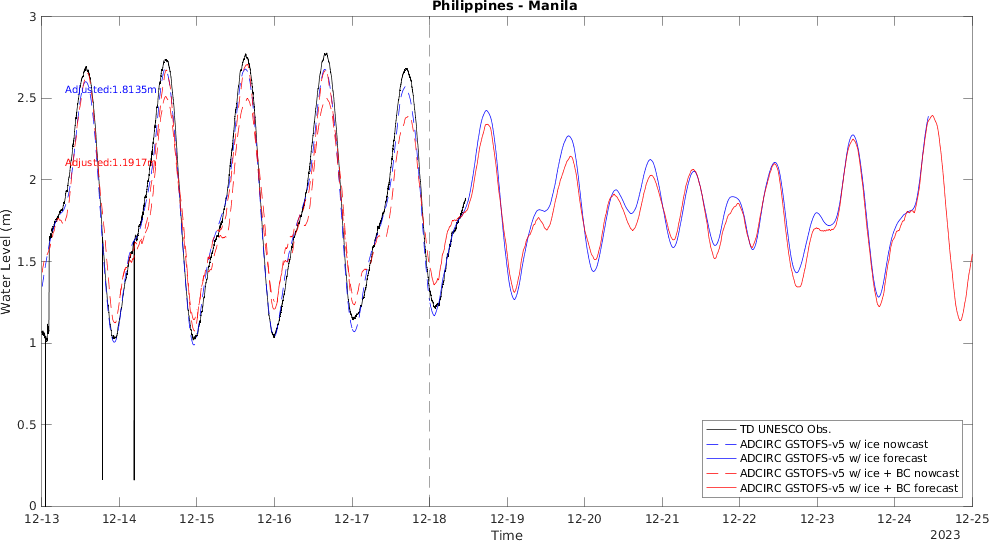 Philippines - Manila
3
2.5
2
1.5
1
0.5
0
Water Level (m)
Adjusted:1.8135m
Adjusted:1.1917m
TD UNESCO Obs.
ADCIRC GSTOFS-v5 w/ ice nowcast
ADCIRC GSTOFS-v5 w/ ice forecast
ADCIRC GSTOFS-v5 w/ ice + BC nowcast
ADCIRC GSTOFS-v5 w/ ice + BC forecast
12-13 12-14 12-15 12-16 12-17 12-18 12-19 12-20 12-21 12-22 12-23 12-24 12-25
Time
2023